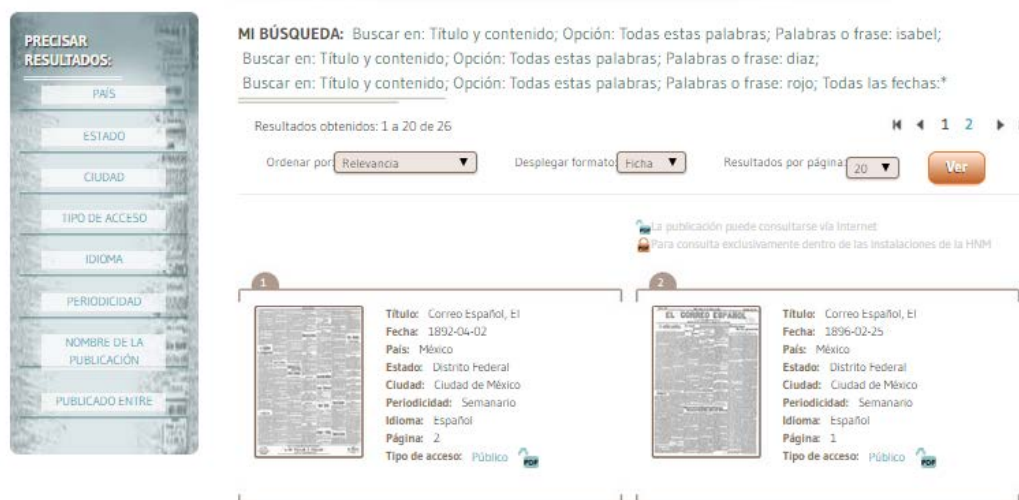 PRECISAR
RESULTADOS:
PAÍS
ESTADO
CIUDAD
TIPO DE ACCESO
IDIOMA
PERIODICIDAD
NOMBRE DE LA
PUBLICACIÓN
PUBLICADO ENTRE
MI BÚSQUEDA: Buscar en: Título y contenido; Opción: Todas estas palabras; Palabras o frase: isabel;
Buscar en: Título y contenido; Opción: Todas estas palabras; Palabras o frase: diaz;
Buscar en: Título y contenido; Opción: Todas estas palabras; Palabras o frase: rojo; Todas las fechas:*
Resultados obtenidos: 1 a 20 de 26
1 2
Ordenar por: Relevancia Desplegar formato: Ficha Resultados por página: 20 Ver
La publicación puede consultarse vía Internet
Para consulta exclusivamente dentro de las instalaciones de la HNM
1
Título: Correo Español, El
Fecha: 1892-04-02
País: México
Estado: Distrito Federal
Ciudad: Ciudad de México
Periodicidad: Semanario
Idioma: Español
Página: 2
Tipo de acceso: Público PDF
2
EL CORREO ESPAÑOL
Título: Correo Español, El
Fecha: 1896-02-25
País: México
Estado: Distrito Federal
Ciudad: Ciudad de México
Periodicidad: Semanario
Idioma: Español
Página: 1
Tipo de acceso: Público PDF